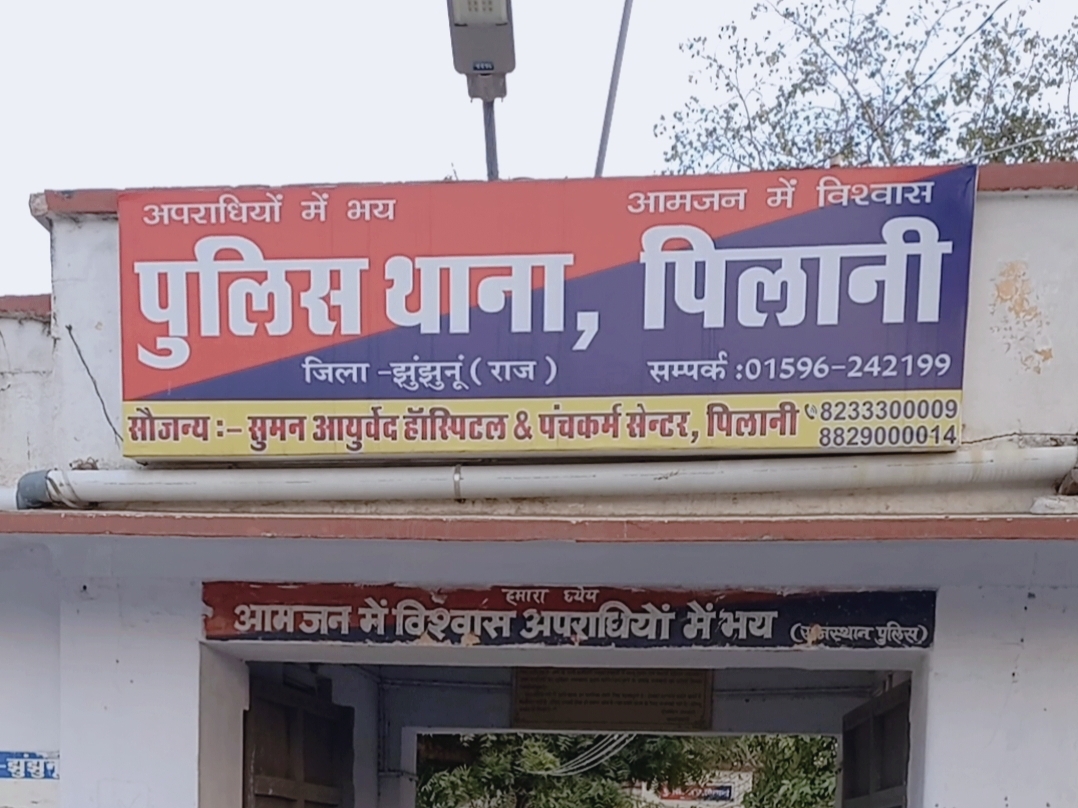 अपराधियों में भय आमजन में विश्वास
पुलिस थाना, पिलानी
जिला -झुंझुनूं ( राज ) सम्पर्क :01596-242199
सौजन्य :- सुमन आयुर्वेद हॉस्पिटल & पंचकर्म सेन्टर, पिलानी 8233300009
8829000014
हमारा ध्येय
आमजन में विश्वास अपराधियों में भय (राजस्थान पुलिस)